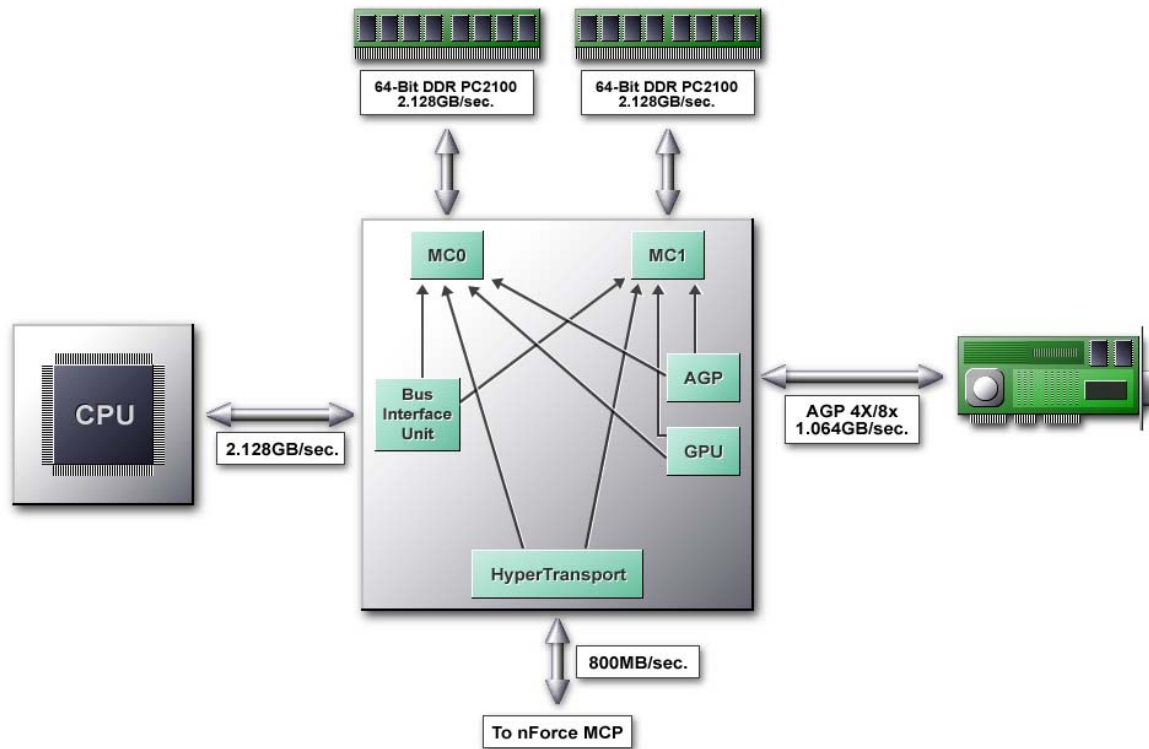 64-Bit DDR PC2100
2.128GB/sec.
64-Bit DDR PC2100
2.128GB/sec.
MC0
MC1
CPU
2.128GB/sec.
Bus
Interface
Unit
AGP
GPU
AGP 4X/8x
1.064GB/sec.
HyperTransport
800MB/sec.
To nForce MCP